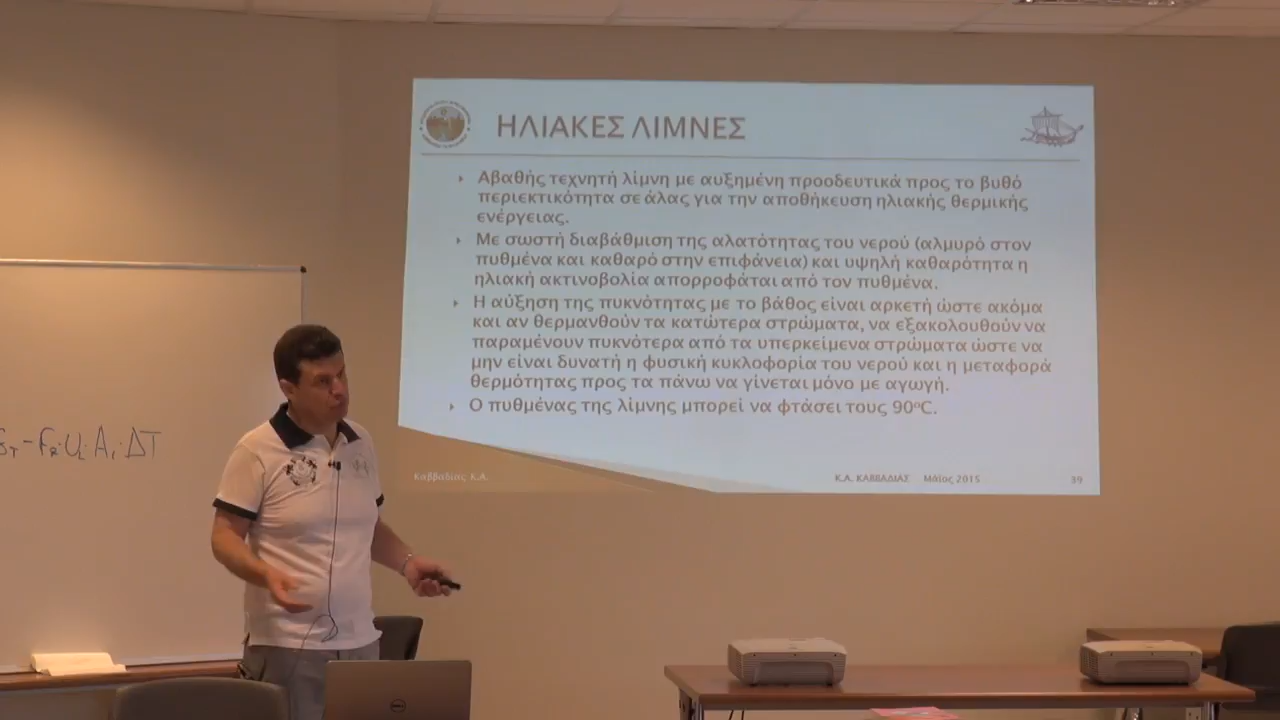 ΗΛΙΑΚΕΣ ΛΙΜΝΕΣ
Αβαθής τεχνητή λίμνη με αυξημένη προοδευτικά προς το βυθό
περιεκτικότητα σε άλας για την αποθήκευση ηλιακής θερμικής
ενέργειας.
Με σωστή διαβάθμιση της αλατότητας του νερού (αλμυρό στον
πυθμένα και καθαρό στην επιφάνεια) και υψηλή καθαρότητα η
ηλιακή ακτινοβολία απορροφάται από τον πυθμένα.
Η αύξηση της πυκνότητας με το βάθος είναι αρκετή ώστε ακόμα
και αν θερμανθούν τα κατώτερα στρώματα, να εξακολουθούν να
παραμένουν πυκνότερα από τα υπερκείμενα στρώματα ώστε να
μην είναι δυνατή η φυσική κυκλοφορία του νερού και η μεταφορά
θερμότητας προς τα πάνω να γίνεται μόνο με αγωγή.
Ο πυθμένας της λίμνης μπορεί να φτάσει τους 90°C.
Καββαδίας Κ.Α.
Κ.Α. ΚΑΒΒΑΔΙΑΣ Μάϊος 2015
39
DELL